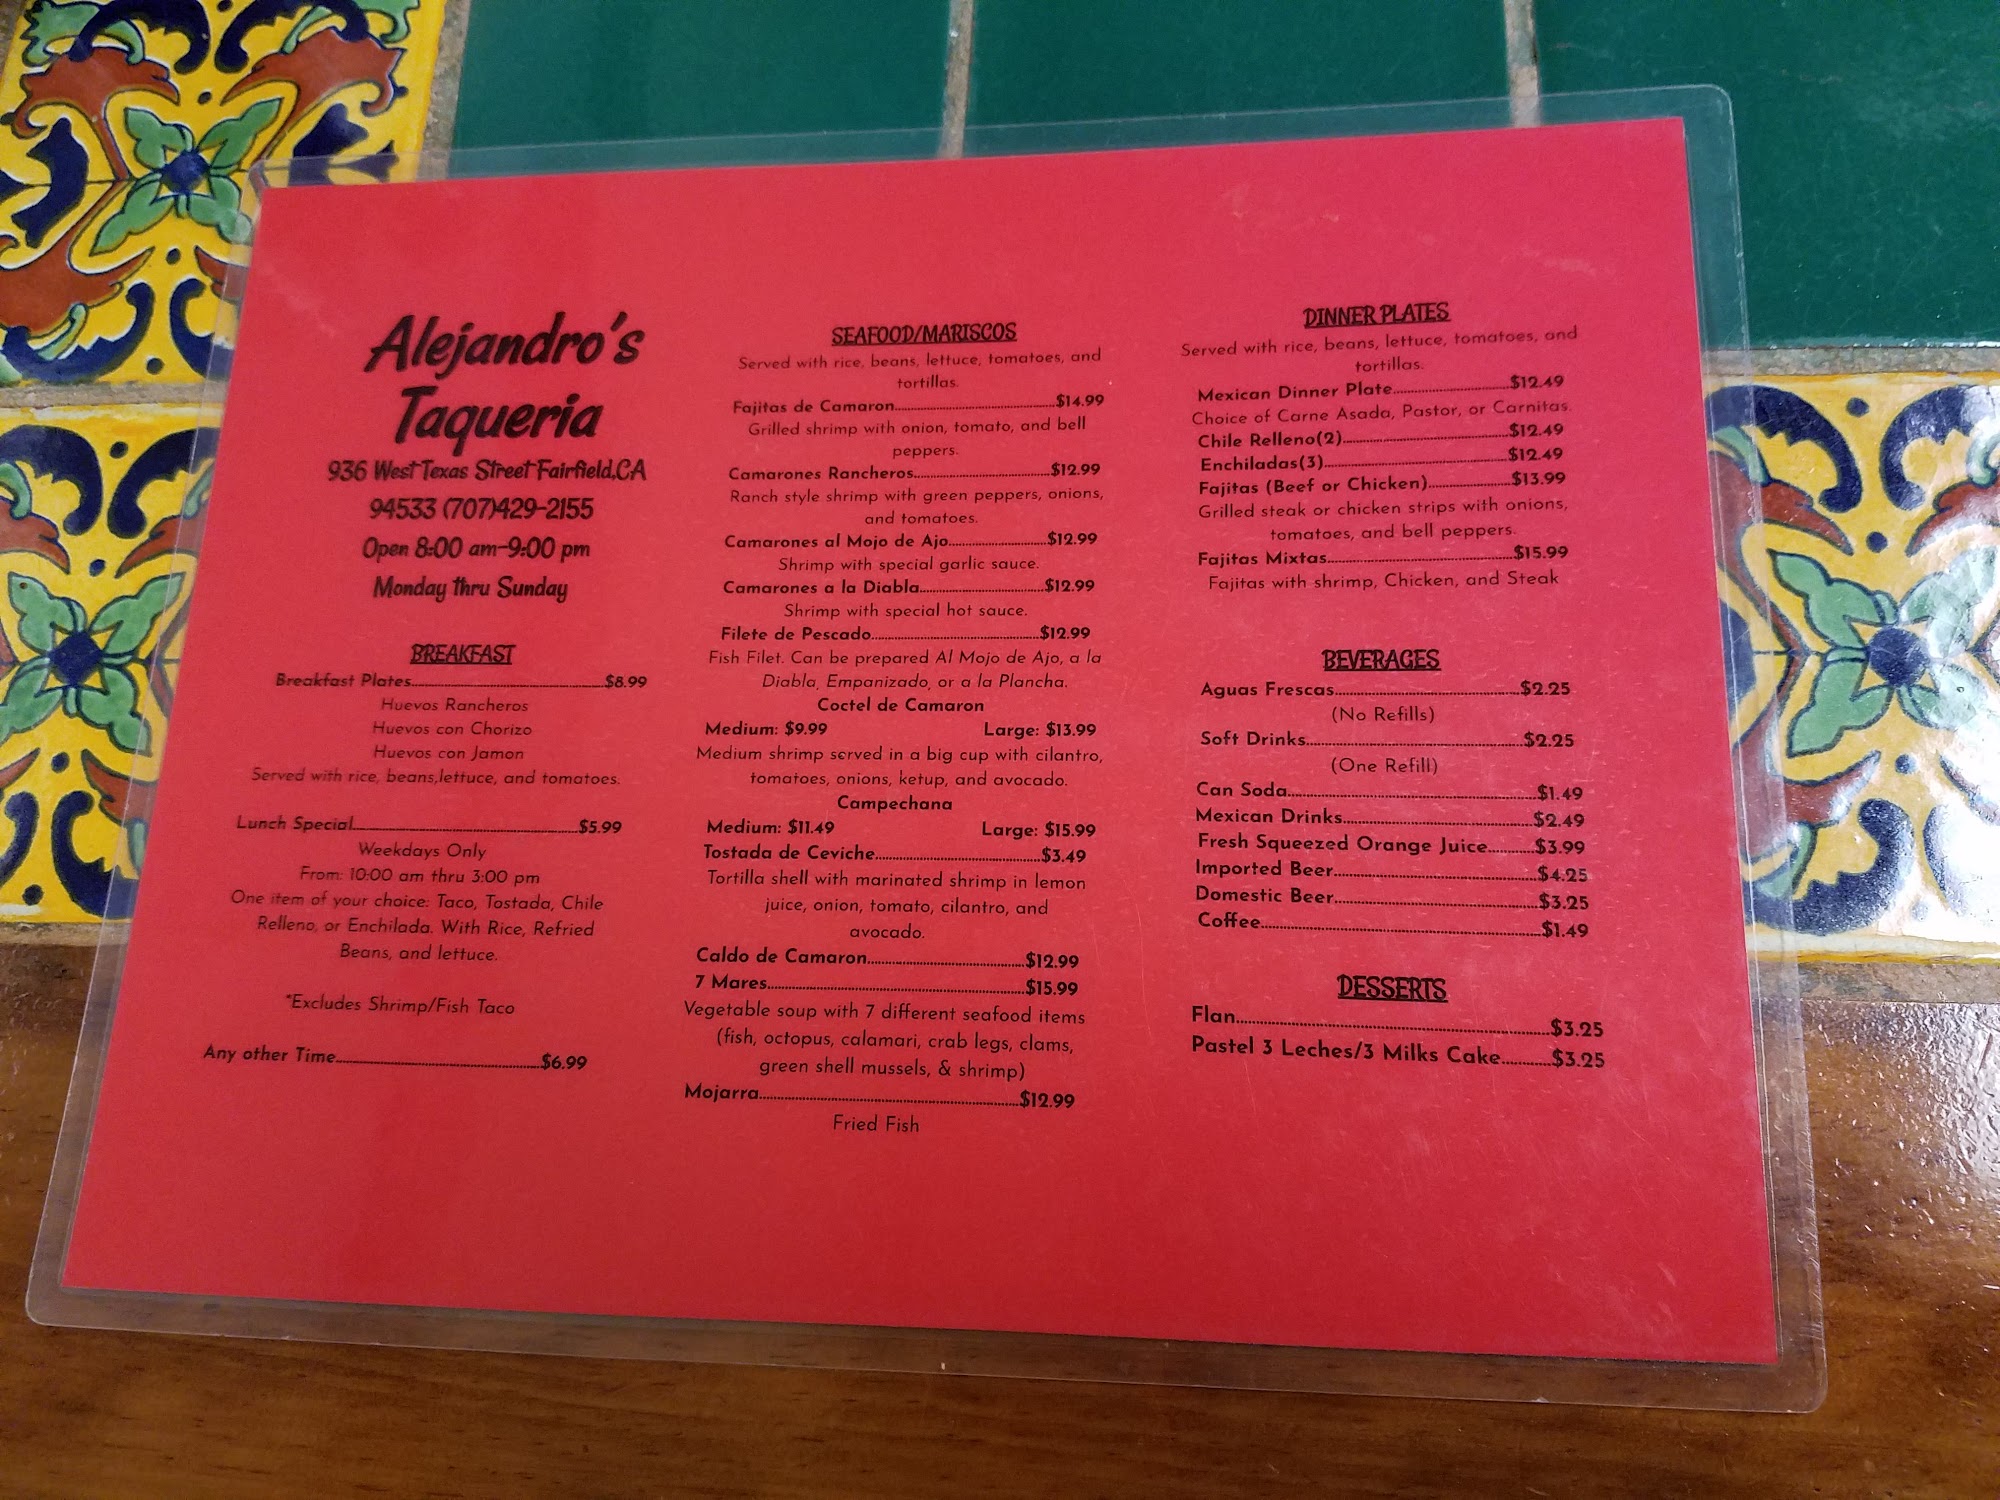 Alejandro's
Taqueria
936 West Texas Street Fairfield,CA
94533 (707)429-2155
Open 8:00 am-9:00 pm
Monday thru Sunday
BREAKFAST
Breakfast Plates $8.99
Huevos Rancheros
Huevos con Chorizo
Huevos con Jamon
Served with rice, beans,lettuce, and tomatoes.
Lunch Special $5.99
Weekdays Only
From: 10:00 am thru 3:00 pm
One item of your choice: Taco, Tostada, Chile
Relleno, or Enchilada. With Rice, Refried
Beans, and lettuce.
*Excludes Shrimp/Fish Taco
Any other Time $6.99
SEAFOOD/MARISCOS
Served with rice, beans, lettuce, tomatoes, and
tortillas.
Fajitas de Camaron $14.99
Grilled shrimp with onion, tomato, and bell
peppers.
Camarones Rancheros $12.99
Ranch style shrimp with green peppers, onions,
and tomatoes.
Camarones al Mojo de Ajo $12.99
Shrimp with special garlic sauce.
Camarones a la Diabla $12.99
Shrimp with special hot sauce.
Filete de Pescado $12.99
Fish Filet. Can be prepared Al Mojo de Ajo, a la
Diabla, Empanizado, or a la Plancha.
Coctel de Camaron
Medium: $9.99 Large: $13.99
Medium shrimp served in a big cup with cilantro,
tomatoes, onions, ketup, and avocado.
Campechana
Medium: $11.49 Large: $15.99
Tostada de Ceviche $3.49
Tortilla shell with marinated shrimp in lemon
juice, onion, tomato, cilantro, and
avocado.
Caldo de Camaron $12.99
7 Mares $15.99
Vegetable soup with 7 different seafood items
(fish, octopus, calamari, crab legs, clams,
green shell mussels, & shrimp)
Mojarra $12.99
Fried Fish
DINNER PLATES
Served with rice, beans, lettuce, tomatoes, and
tortillas.
Mexican Dinner Plate $12.49
Choice of Carne Asada, Pastor, or Carnitas.
Chile Relleno(2) $12.49
Enchiladas(3) $12.49
Fajitas (Beef or Chicken) $13.99
Grilled steak or chicken strips with onions,
tomatoes, and bell peppers.
Fajitas Mixtas $15.99
Fajitas with shrimp, Chicken, and Steak
BEVERAGES
Aguas Frescas $2.25
(No Refills)
Soft Drinks $2.25
(One Refill)
Can Soda $1.49
Mexican Drinks $2.49
Fresh Squeezed Orange Juice $3.99
Imported Beer $4.25
Domestic Beer $3.25
Coffee $1.49
DESSERTS
Flan $3.25
Pastel 3 Leches/3 Milks Cake $3.25